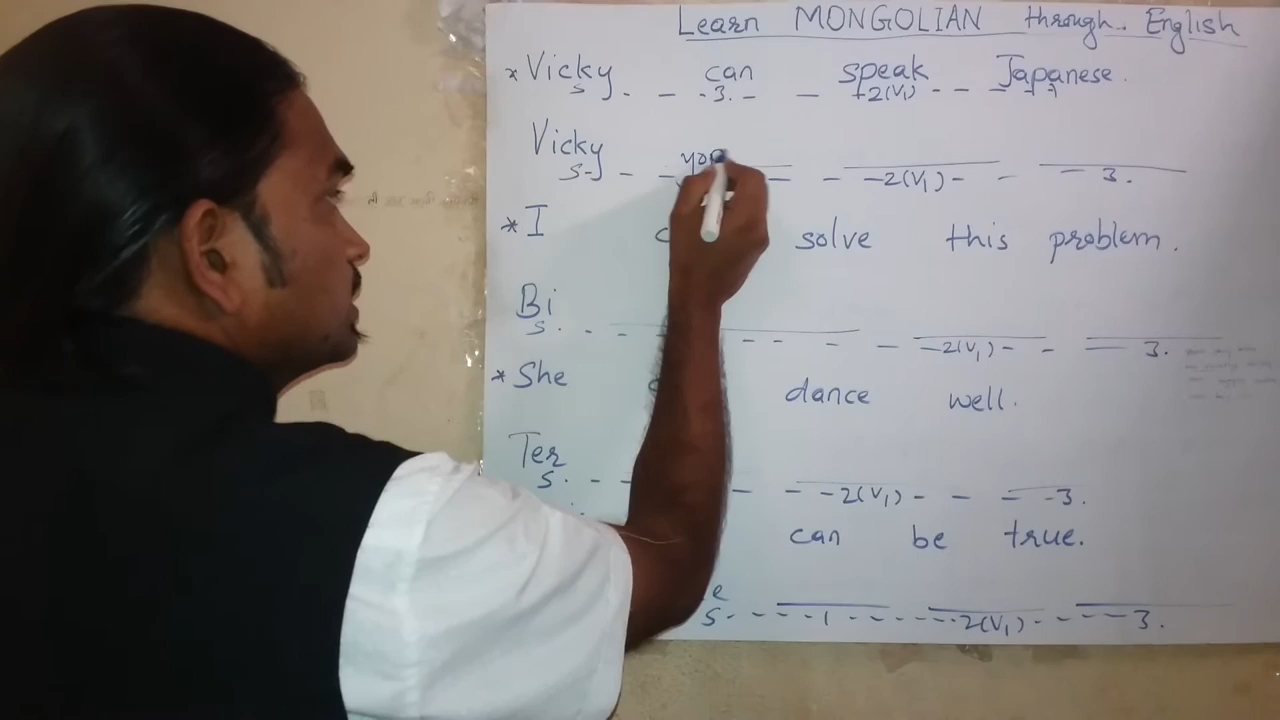 Learn MONGOLIAN through English
* Vicky can speak Japanese.
S - - - 3. - - 2(V1) - - - 1
Vicky yo
S - - - - - 2(V1) - - - 3.
* I solve this problem.
Bi
S. - - - - - - 2(V1) - - - 3.
* She dance well.
Ter
S. - - - - 2(V1) - - - 3.
can be true.
e
S. - - - 1 - - - - 2(V1) - - - 3.